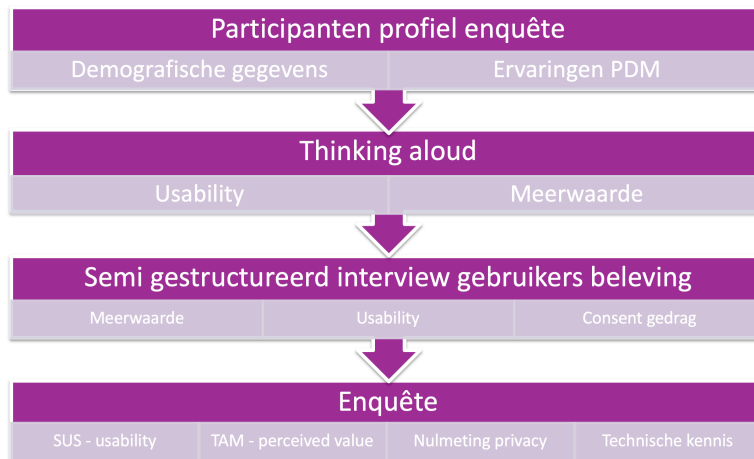 Participanten profiel enquête
Demografische gegevens
Ervaringen PDM
Thinking aloud
Usability
Meerwaarde
Semi gestructureerd interview gebruikers beleving
Meerwaarde
Usability
Consent gedrag
Enquête
SUS - usability
TAM - perceived value
Nulmeting privacy
Technische kennis